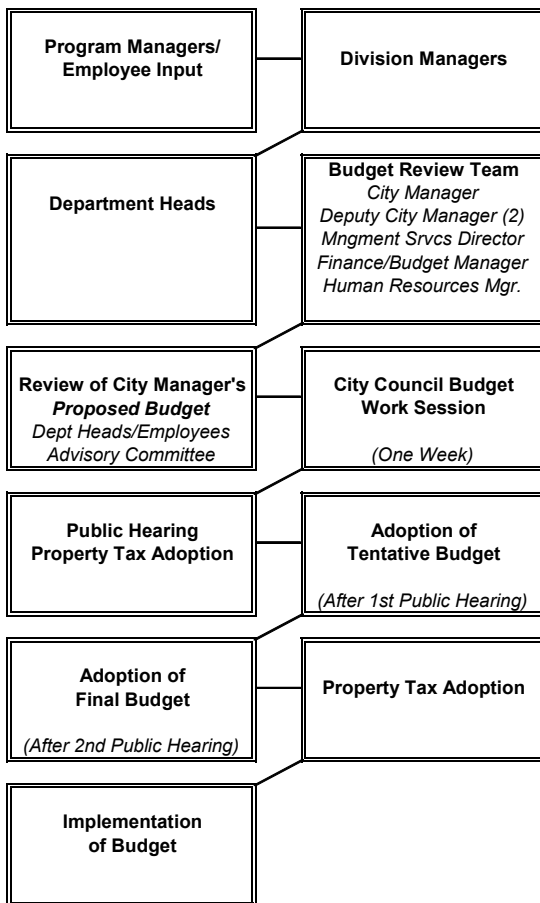 Program Managers/
Employee Input
Division Managers
Department Heads
Budget Review Team
City Manager
Deputy City Manager (2)
Mngment Srvcs Director
Finance/Budget Manager
Human Resources Mgr.
Review of City Manager's
Proposed Budget
Dept Heads/Employees
Advisory Committee
City Council Budget
Work Session
(One Week)
Public Hearing
Property Tax Adoption
Adoption of
Tentative Budget
(After 1st Public Hearing)
Adoption of
Final Budget
(After 2nd Public Hearing)
Property Tax Adoption
Implementation
of Budget